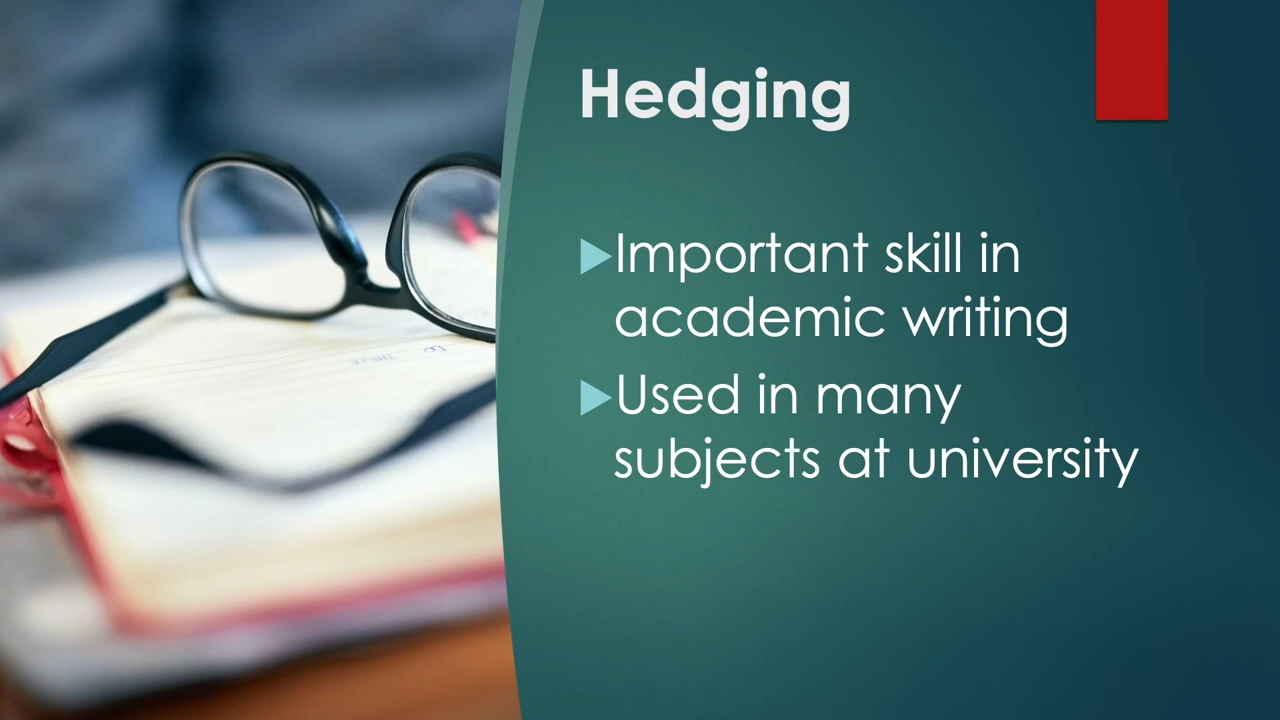 Hedging
Important skill in
academic writing
Used in many
subjects at university